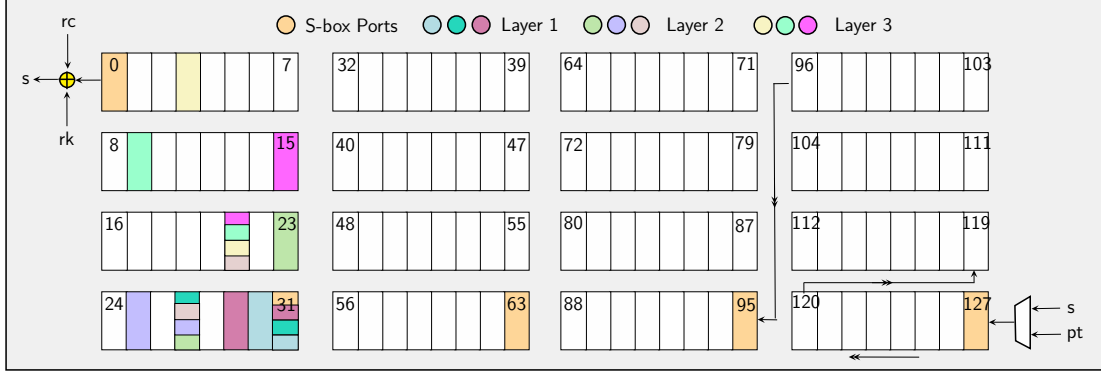 rc
S-box Ports Layer 1 Layer 2 Layer 3
s 0 7 32 39 64 71 96 103
rk
8 15 40 47 72 79 104 111
16 23 48 55 80 87 112 119
24 31 56 63 88 95 120 127
s
pt